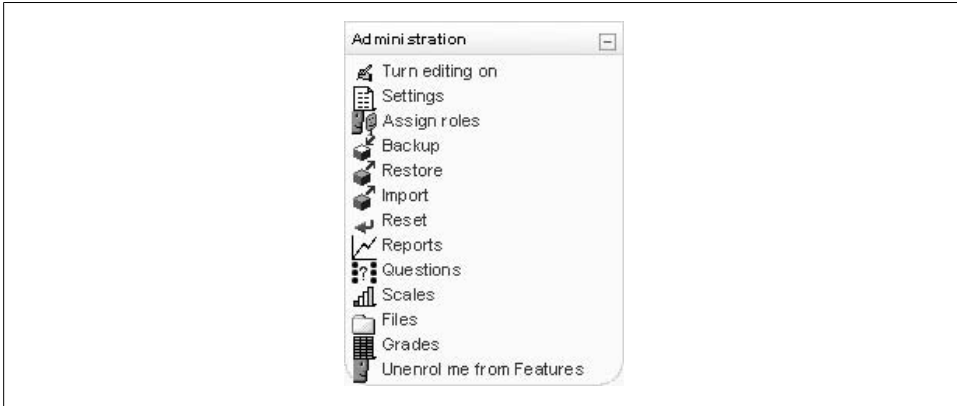 Administration
Turn editing on
Settings
Assign roles
Backup
Restore
Import
Reset
Reports
Questions
Scales
Files
Grades
Unenrol me from Features